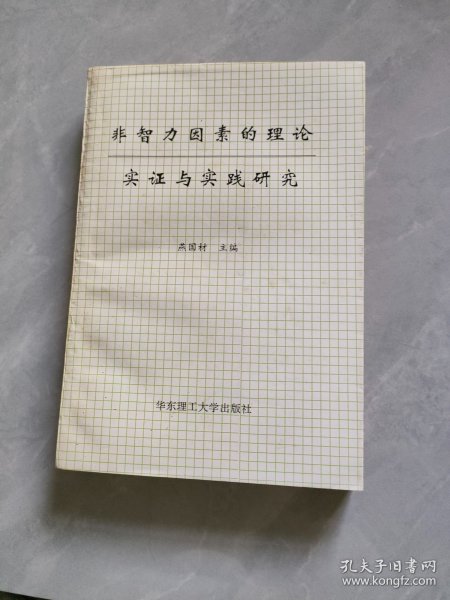 非智力因素的理论
实证与实践研究
燕国材 主编
华东理工大学出版社
孔夫子旧书网
www.kongfz.com